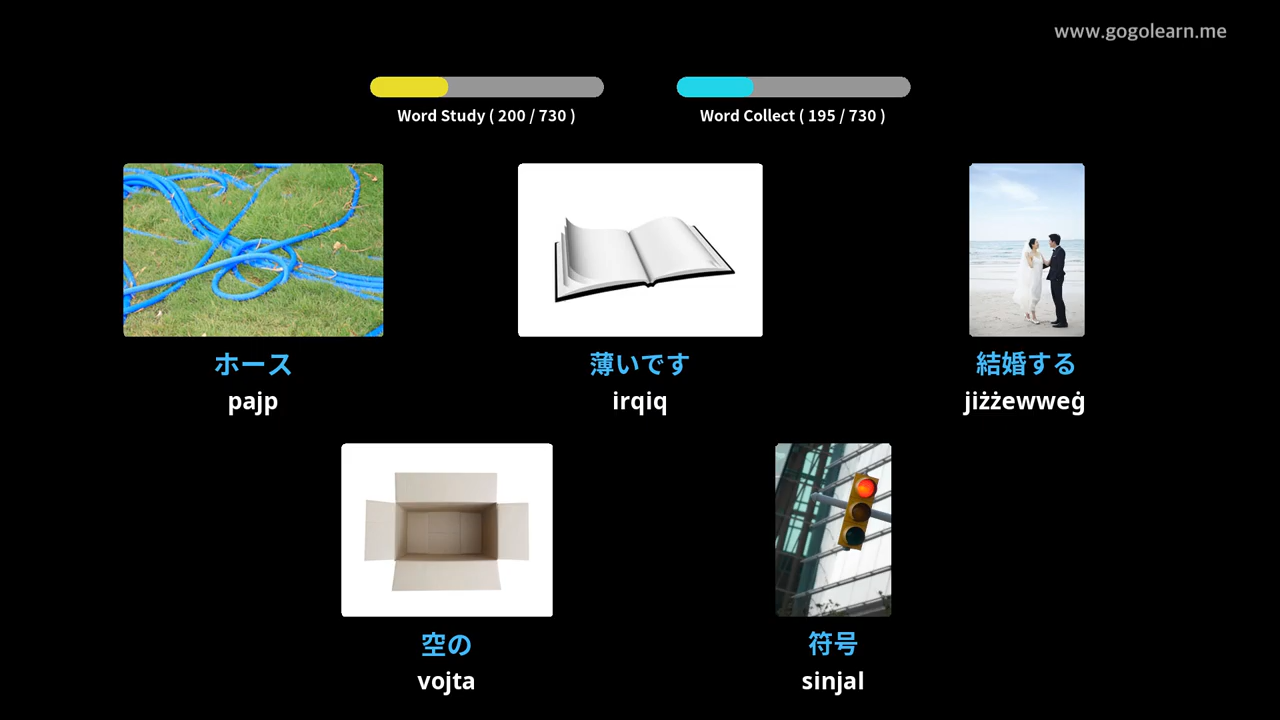 www.gogolearn.me
Word Study ( 200 / 730 )
Word Collect ( 195 / 730 )
ホース
pajp
薄いです
irqiq
結婚する
jiżżewweġ
空の
vojta
符号
sinjal